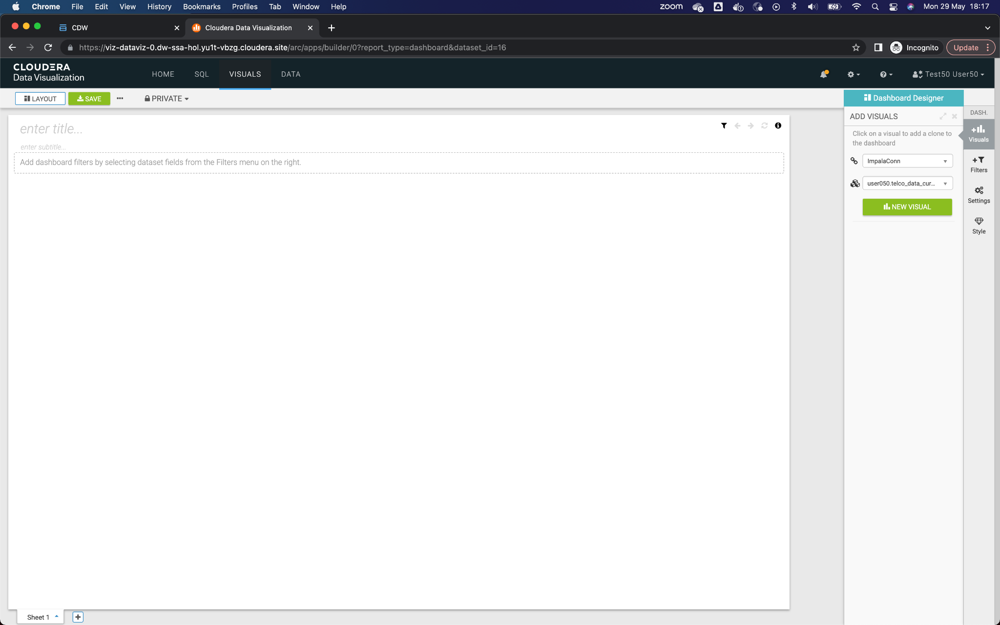 Chrome File Edit View History Bookmarks Profiles Tab Window Help zoom Mon 29 May 18:17
CDW Cloudera Data Visualization
https://viz-dataviz-0.dw-ssa-hol.yu1t-vbzg.cloudera.site/arc/apps/builder/0?report_type=dashboard&dataset_id=16 Incognito Update
CLOUDERA
Data Visualization
HOME SQL VISUALS DATA Test50 User50
LAYOUT SAVE PRIVATE
enter title...
enter subtitle...
Add dashboard filters by selecting dataset fields from the Filters menu on the right.
Dashboard Designer
ADD VISUALS
Click on a visual to add a clone to
the dashboard
ImpalaConn
user050.telco_data_cur...
NEW VISUAL
DASH.
Visuals
Filters
Settings
Style
Sheet 1